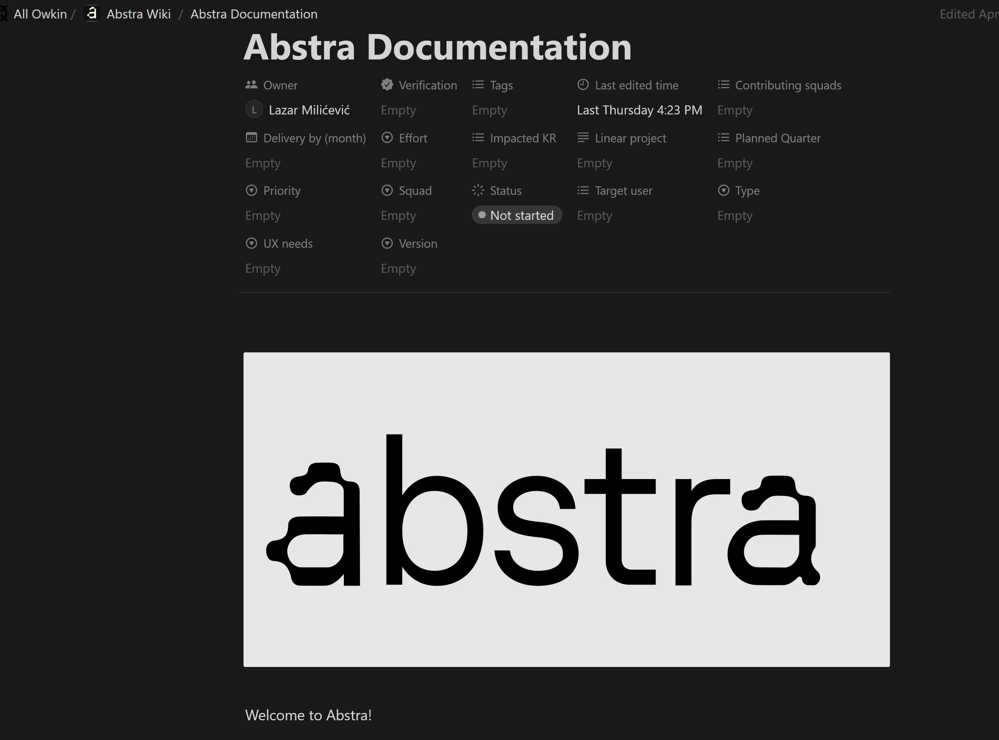 All Owkin / a Abstra Wiki / Abstra Documentation Edited Apr
Abstra Documentation
Owner Verification Tags Last edited time Contributing squads
L Lazar Milićević Empty Empty Last Thursday 4:23 PM Empty
Delivery by (month) Effort Impacted KR Linear project Planned Quarter
Empty Empty Empty Empty Empty
Priority Squad Status Target user Type
Empty Empty Not started Empty Empty
UX needs Version
Empty Empty
abstra
Welcome to Abstra!